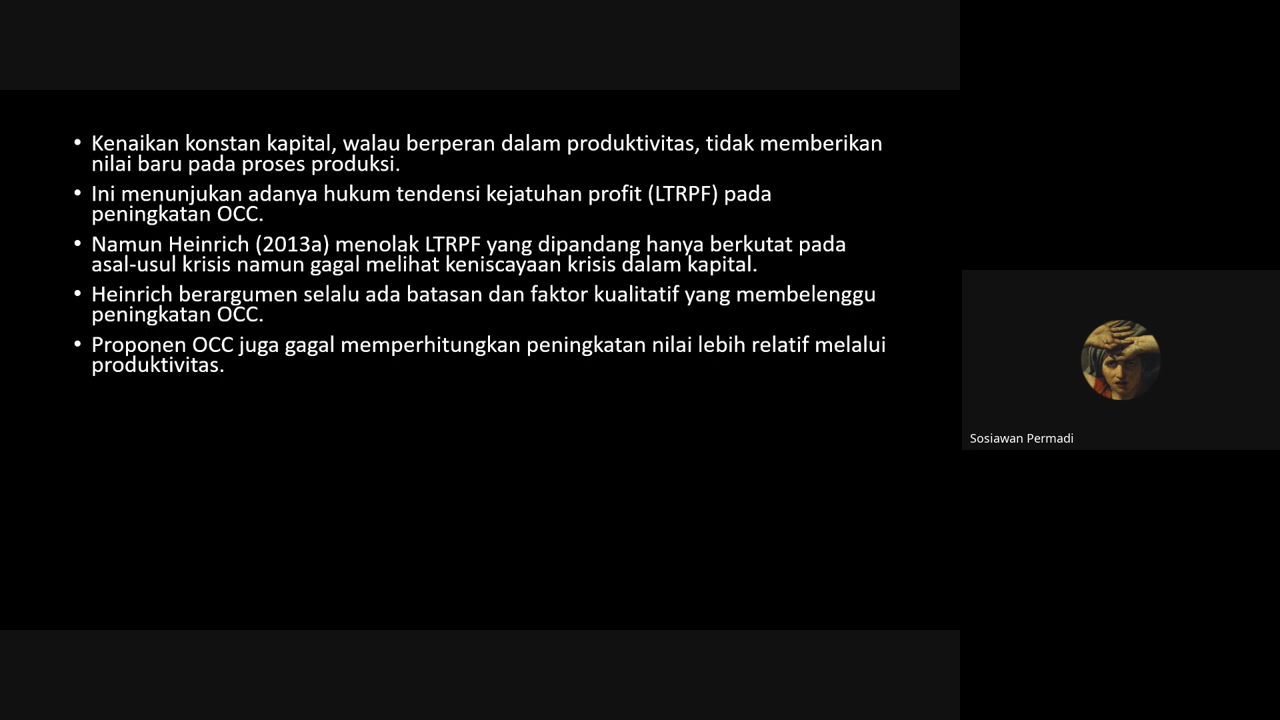 • Kenaikan konstan kapital, walau berperan dalam produktivitas, tidak memberikan
nilai baru pada proses produksi.
• Ini menunjukan adanya hukum tendensi kejatuhan profit (LTRPF) pada
peningkatan OCC.
• Namun Heinrich (2013a) menolak LTRPF yang dipandang hanya berkutat pada
asal-usul krisis namun gagal melihat keniscayaan krisis dalam kapital.
• Heinrich berargumen selalu ada batasan dan faktor kualitatif yang membelenggu
peningkatan OCC.
• Proponen OCC juga gagal memperhitungkan peningkatan nilai lebih relatif melalui
produktivitas.
Sosiawan Permadi